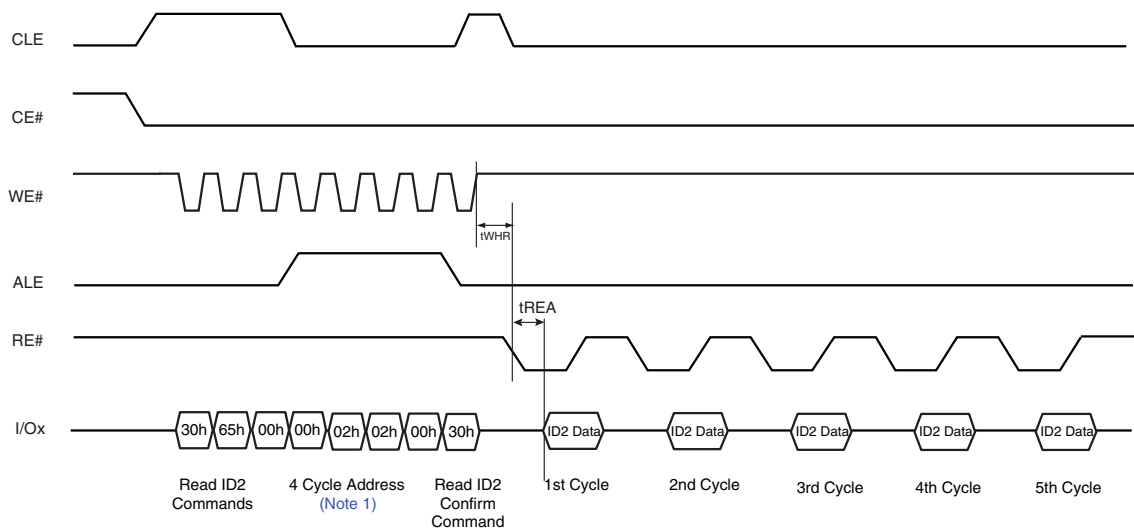 CLE
CE#
WE#
tWHR
ALE
tREA
RE#
I/Ox
30h 65h 00h 00h 02h 02h 00h 30h ID2 Data ID2 Data ID2 Data ID2 Data ID2 Data
Read ID2 Commands
4 Cycle Address
(Note 1)
Read ID2 Confirm Command
1st Cycle
2nd Cycle
3rd Cycle
4th Cycle
5th Cycle